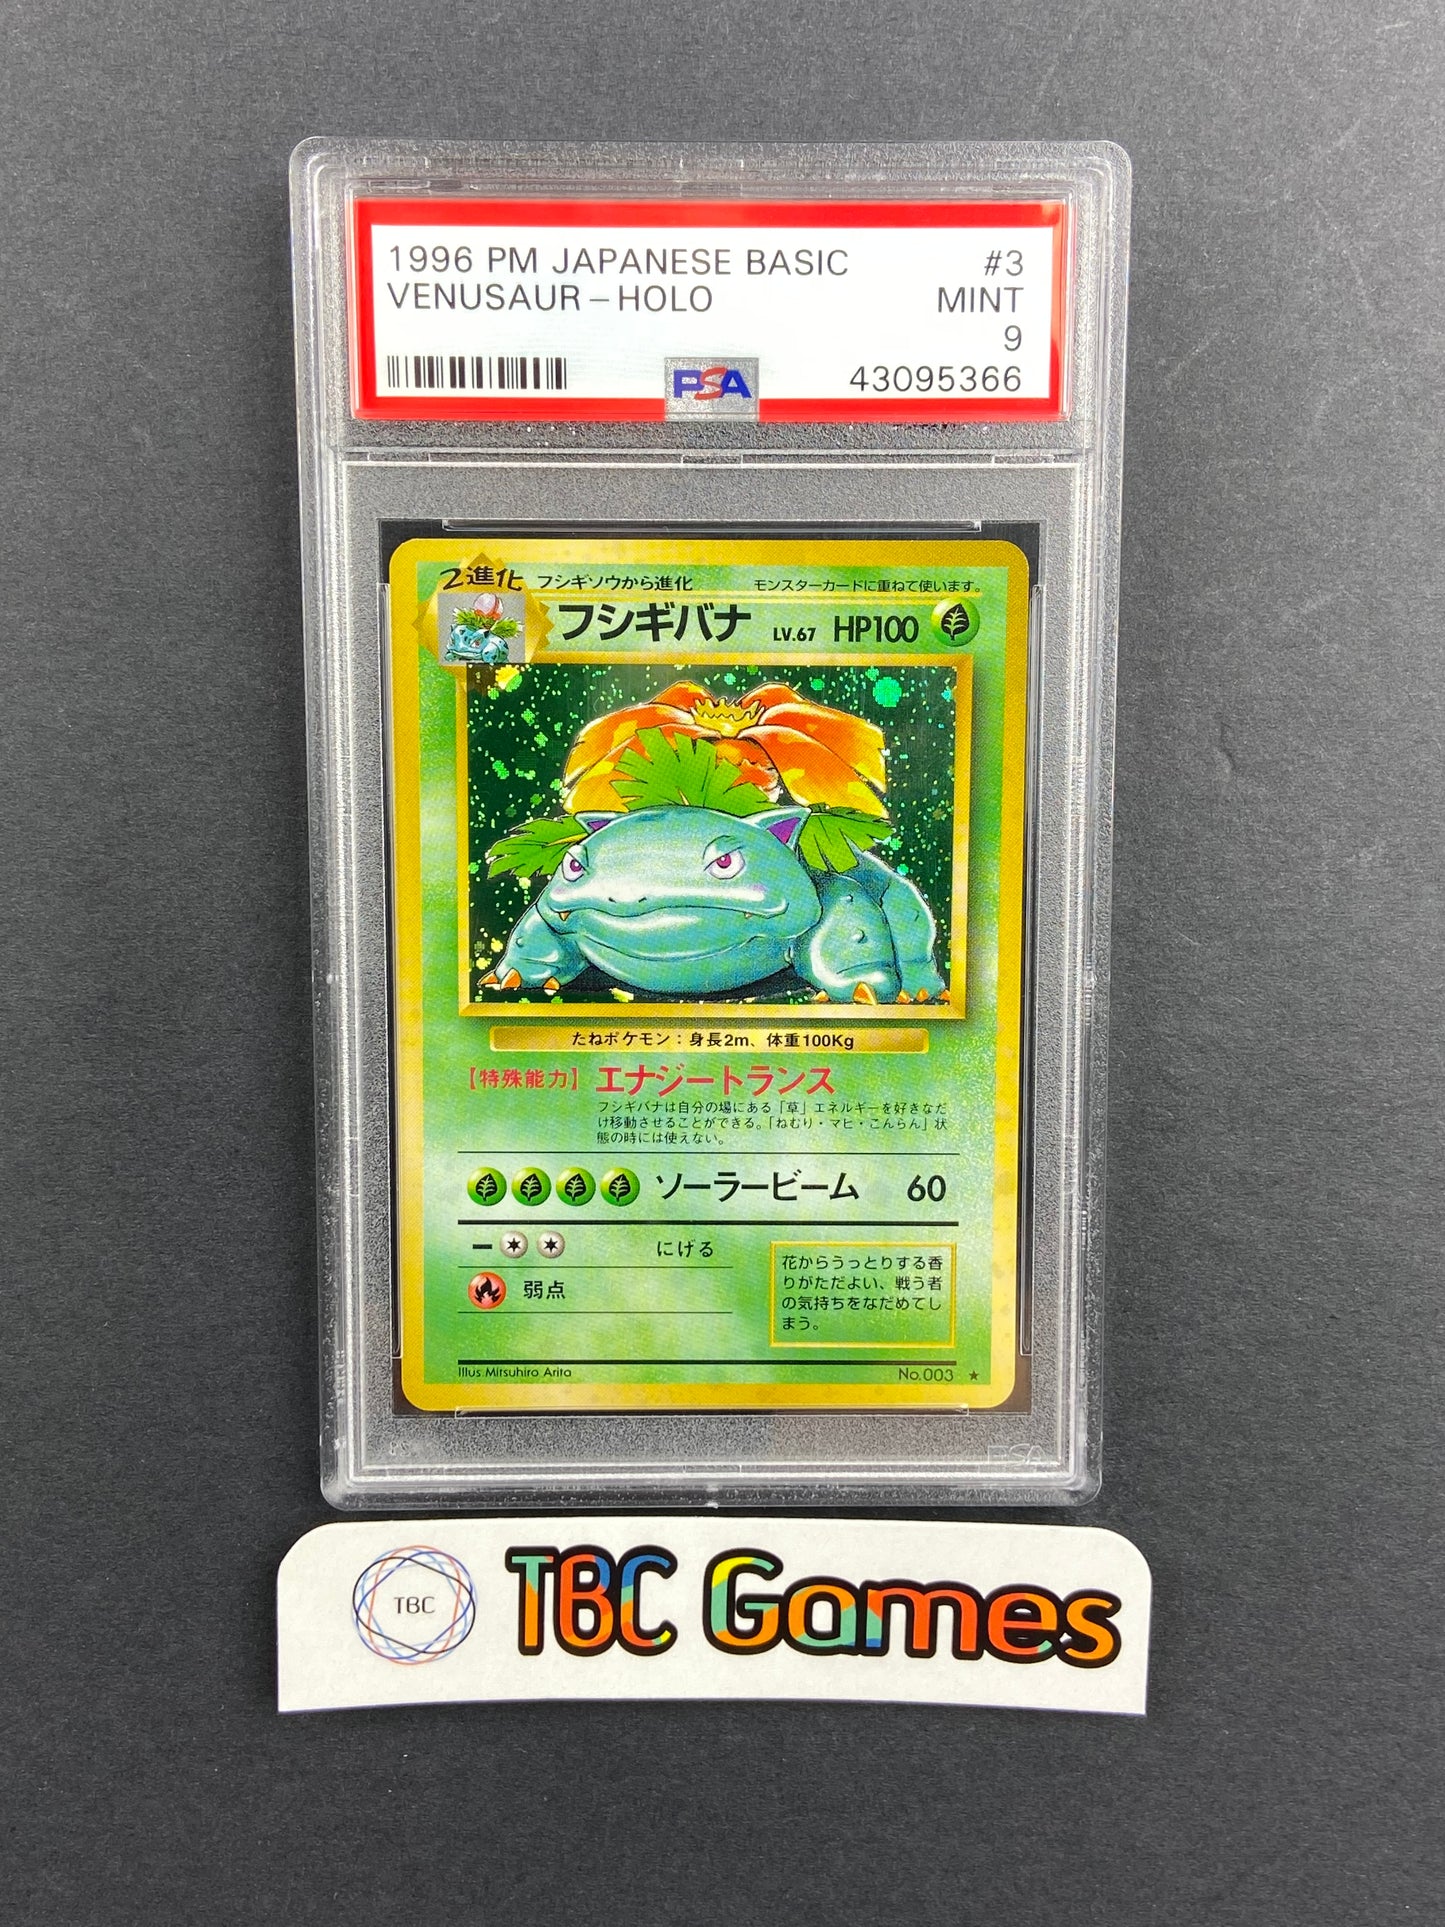 1996 PM JAPANESE BASIC #3
VENUSAUR-HOLO MINT
9
PSA 43095366
2進化 フシギソウから進化 モンスターカードに重ねて使います。
フシギバナ LV.67 HP100
たねポケモン：身長2m、体重100Kg
【特殊能力】 エナジートランス
フシギバナは自分の場にある「草」エネルギーを好きなだ
け移動させることができる。「ねむり・マヒ・こんらん」状
態の時には使えない。
ソーラービーム 60
にげる
弱点
花からうっとりする香
りがただよい、戦う者
の気持ちをなだめてし
まう。
Illus.Mitsuhiro Arita No.003 ★
PSA
TBC TBC Games